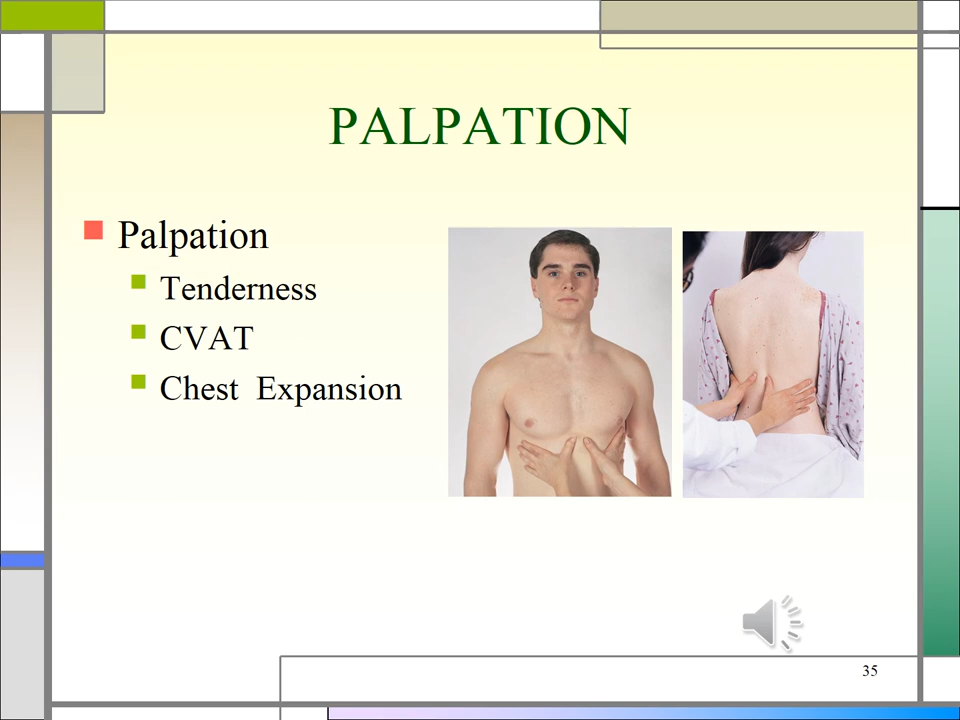 PALPATION
Palpation
Tenderness
CVAT
Chest Expansion
35